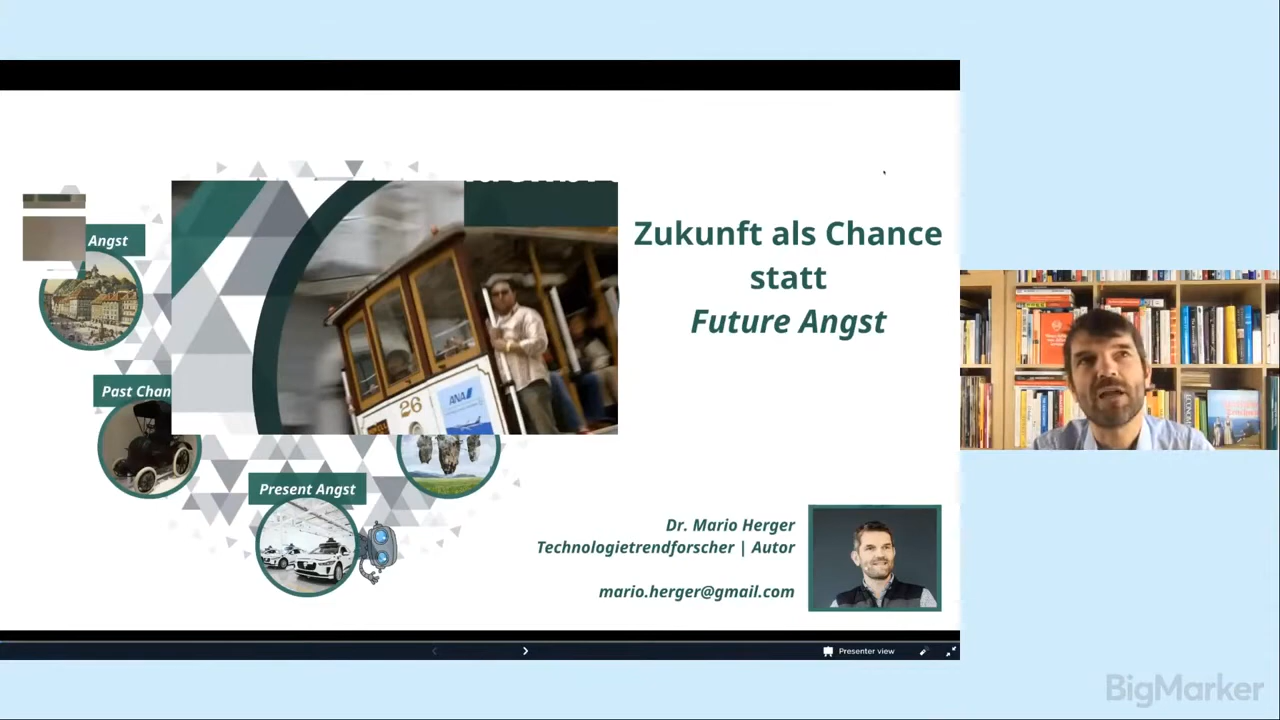 Zukunft als Chance
statt
Future Angst
Angst
Past Chan
Present Angst
26
ANA
Dr. Mario Herger
Technologietrendforscher | Autor
mario.herger@gmail.com
Presenter view
BigMarker